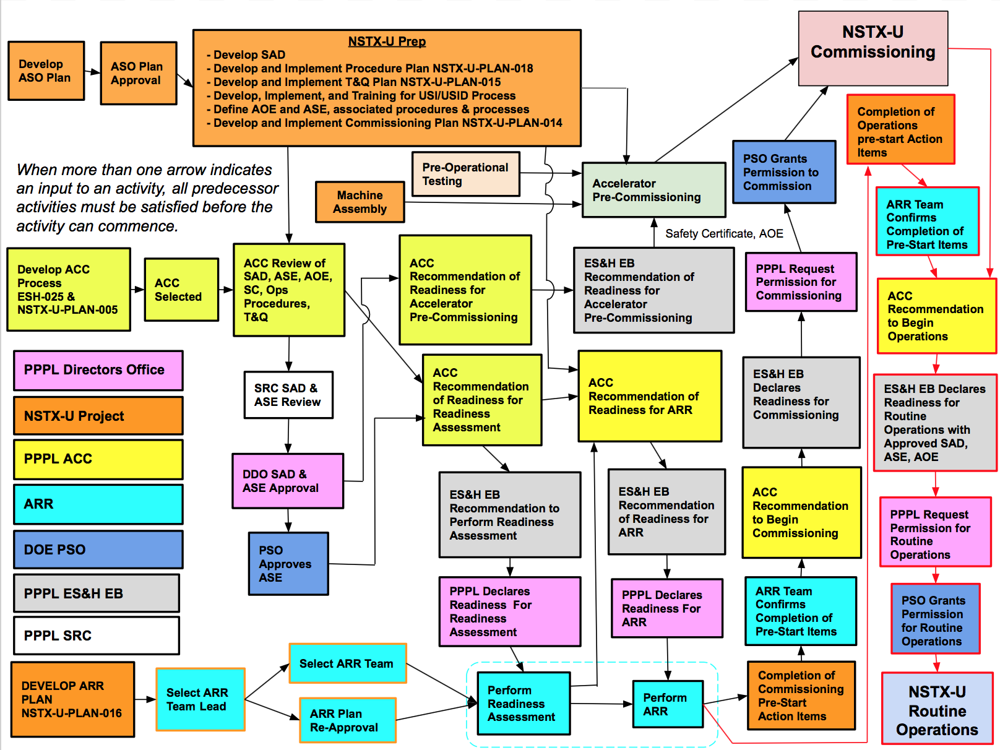 Develop
ASO Plan
ASO Plan
Approval
NSTX-U Prep
- Develop SAD
- Develop and Implement Procedure Plan NSTX-U-PLAN-018
- Develop and Implement T&Q Plan NSTX-U-PLAN-015
- Develop, Implement, and Training for USI/USID Process
- Define AOE and ASE, associated procedures & processes
- Develop and Implement Commissioning Plan NSTX-U-PLAN-014
NSTX-U
Commissioning
When more than one arrow indicates
an input to an activity, all predecessor
activities must be satisfied before the
activity can commence.
Pre-Operational
Testing
Machine
Assembly
Accelerator
Pre-Commissioning
Safety Certificate, AOE
PSO Grants
Permission to
Commission
Completion of
Operations
pre-start Action
Items
ARR Team
Confirms
Completion of
Pre-Start Items
Develop ACC
Process
ESH-025 &
NSTX-U-PLAN-005
ACC
Selected
ACC Review of
SAD, ASE, AOE,
SC, Ops
Procedures,
T&Q
ACC
Recommendation of
Readiness for
Accelerator
Pre-Commissioning
ES&H EB
Recommendation of
Readiness for
Accelerator
Pre-Commissioning
PPPL Request
Permission for
Commissioning
ACC
Recommendation
to Begin
Operations
PPPL Directors Office
NSTX-U Project
PPPL ACC
ARR
DOE PSO
PPPL ES&H EB
PPPL SRC
SRC SAD &
ASE Review
DDO SAD &
ASE Approval
PSO
Approves
ASE
ACC
Recommendation
of Readiness for
Readiness
Assessment
ACC
Recommendation of
Readiness for ARR
ES&H EB
Declares
Readiness for
Commissioning
ES&H EB Declares
Readiness for
Routine
Operations with
Approved SAD,
ASE, AOE
ES&H EB
Recommendation to
Perform Readiness
Assessment
ES&H EB
Recommendation
of Readiness for
ARR
ACC
Recommendation
to Begin
Commissioning
PPPL Request
Permission for
Routine
Operations
PPPL Declares
Readiness For
Readiness
Assessment
PPPL Declares
Readiness For
ARR
ARR Team
Confirms
Completion of
Pre-Start Items
PSO Grants
Permission
for Routine
Operations
DEVELOP ARR
PLAN
NSTX-U-PLAN-016
Select ARR
Team Lead
Select ARR Team
ARR Plan
Re-Approval
Perform
Readiness
Assessment
Perform
ARR
Completion of
Commissioning
Pre-Start
Action Items
NSTX-U
Routine
Operations